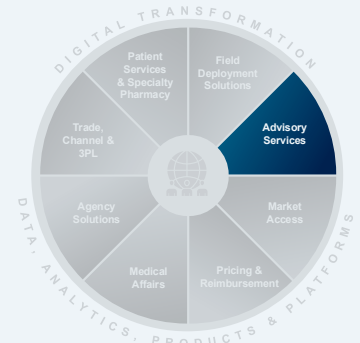 DIGITAL TRANSFORMATION
Patient
Services
& Specialty
Pharmacy
Field
Deployment
Solutions
Trade,
Channel &
3PL
Advisory
Services
Agency
Solutions
Market
Access
Medical
Affairs
Pricing &
Reimbursement
DATA, ANALYTICS, PRODUCTS & PLATFORMS